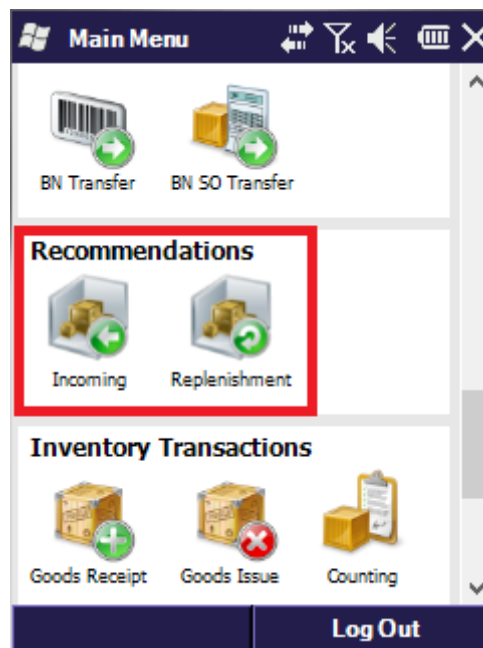 Main Menu
BN Transfer BN SO Transfer
Recommendations
Incoming Replenishment
Inventory Transactions
Goods Receipt Goods Issue Counting
Log Out